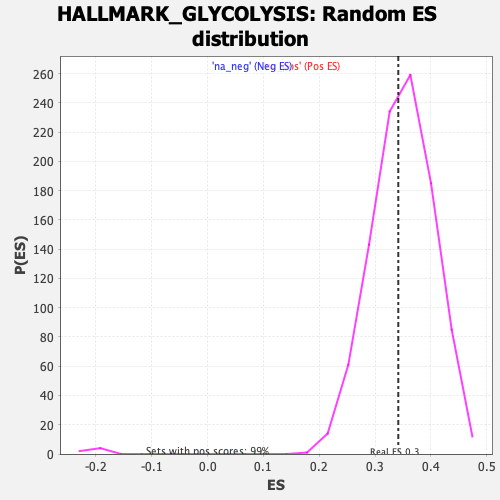 HALLMARK_GLYCOLYSIS: Random ES
distribution
'na_neg' (Neg ES) os' (Pos ES)
260
240
220
200
180
160
140
120
100
80
60
40
20
0
P(ES)
Sets with pos scores: 99%
Real ES 0.3
-0.2 -0.1 0.0 0.1 0.2 0.3 0.4 0.5
ES